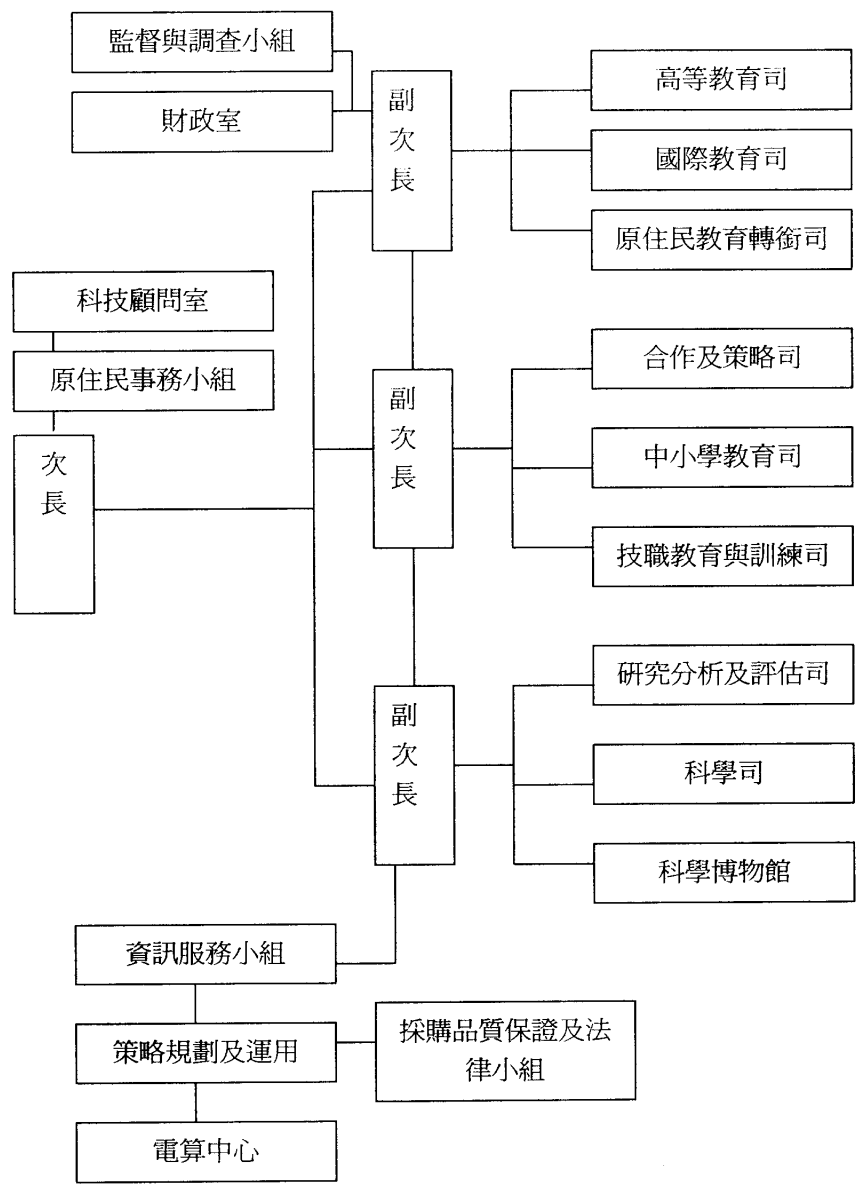 監督與調查小組
財政室
副次長
高等教育司
國際教育司
原住民教育轉銜司
科技顧問室
原住民事務小組
次長
副次長
合作及策略司
中小學教育司
技職教育與訓練司
副次長
研究分析及評估司
科學司
科學博物館
資訊服務小組
策略規劃及運用
採購品質保證及法
律小組
電算中心